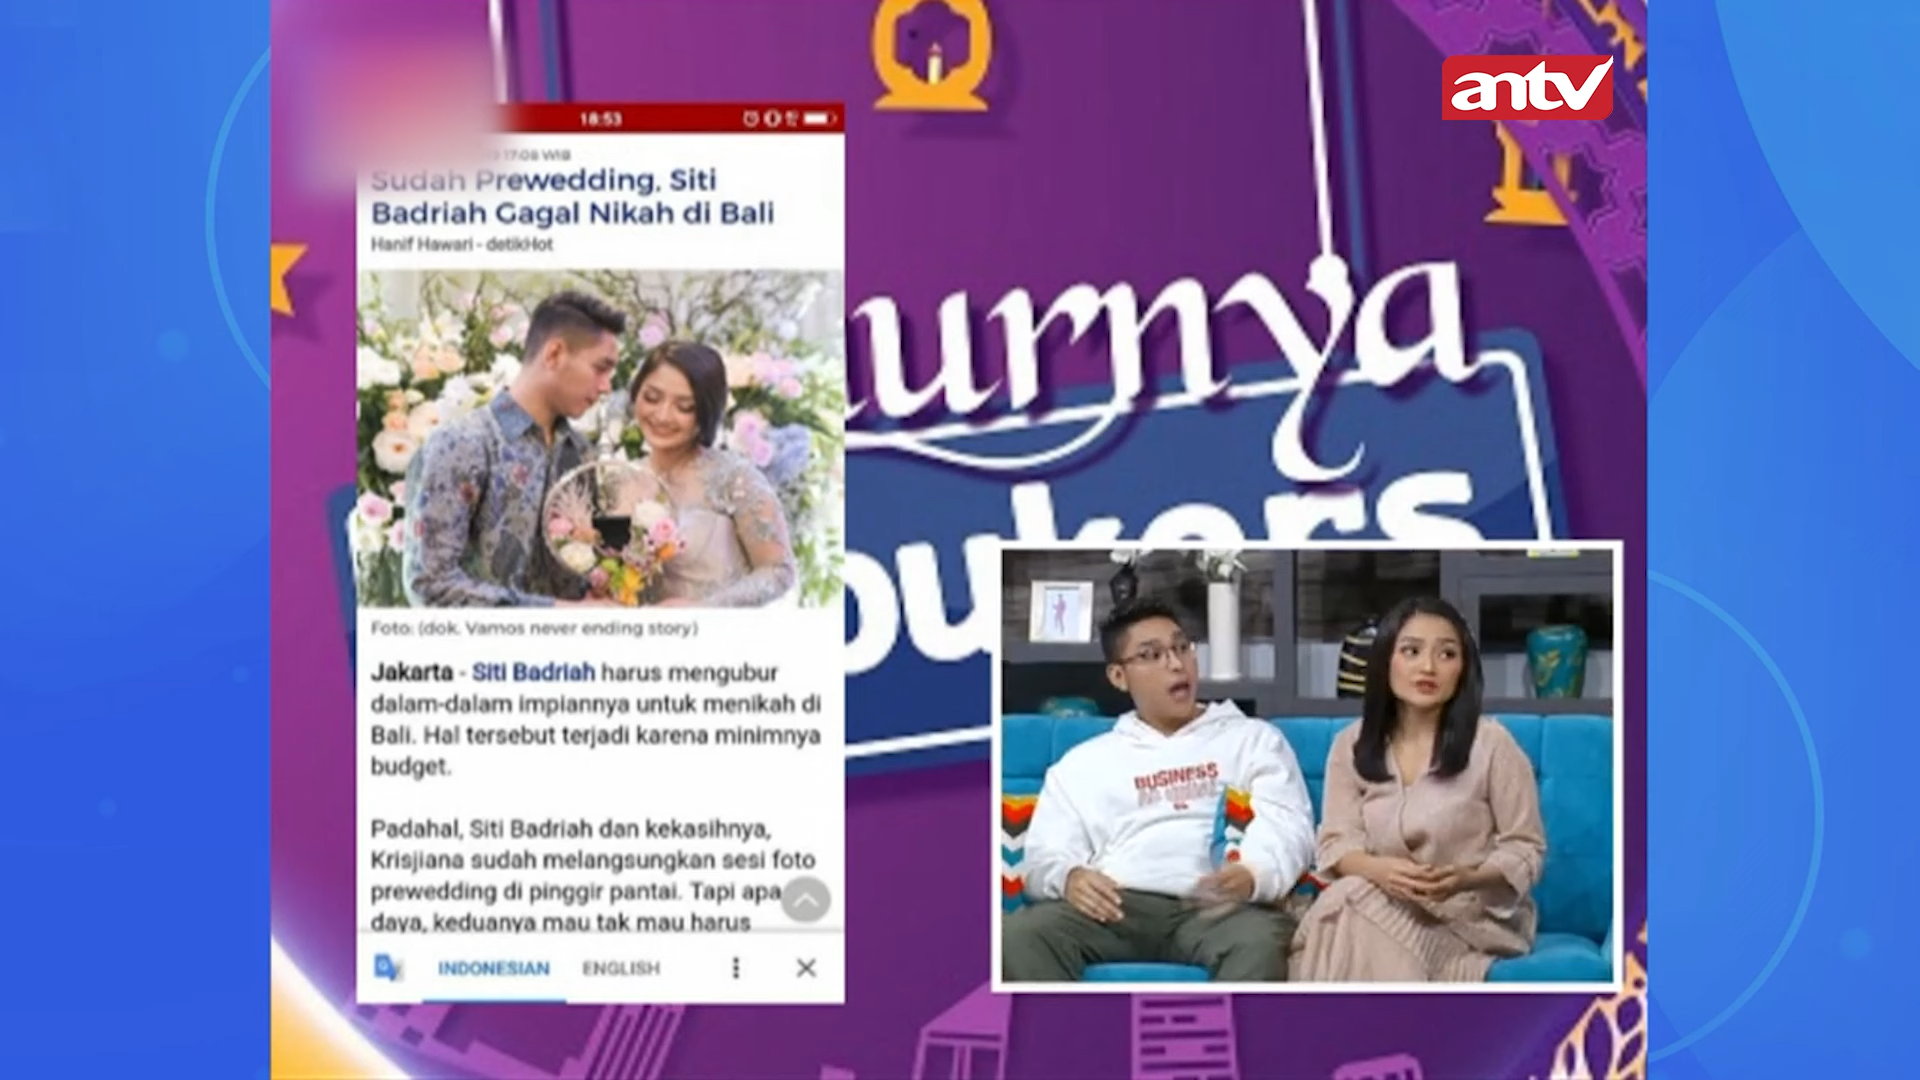 antv
18:53
17:08 WIB
Sudah Prewedding, Siti
Badriah Gagal Nikah di Bali
Hanif Hawari - detikHot
Foto: (dok. Vamos never ending story)
Jakarta - Siti Badriah harus mengubur
dalam-dalam impiannya untuk menikah di
Bali. Hal tersebut terjadi karena minimnya
budget.
Padahal, Siti Badriah dan kekasihnya,
Krisjiana sudah melangsungkan sesi foto
prewedding di pinggir pantai. Tapi apa
daya, keduanya mau tak mau harus
INDONESIAN ENGLISH
urnya
ukers
BUSINESS